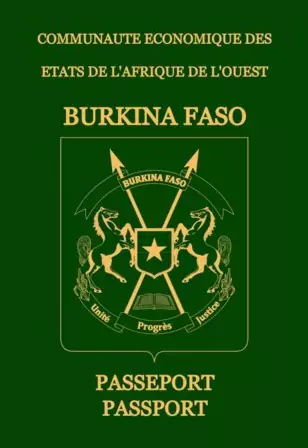 COMMUNAUTE ECONOMIQUE DES
ETATS DE L'AFRIQUE DE L'OUEST
BURKINA FASO
BURKINA FASO
Unité Progrès Justice
PASSEPORT
PASSPORT